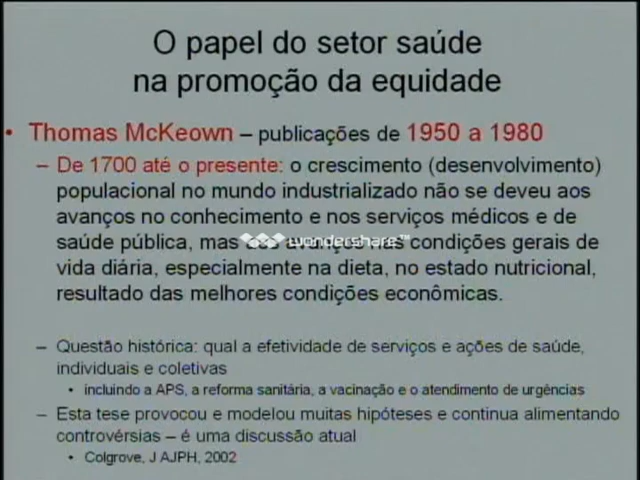 O papel do setor saúde
na promoção da equidade
• Thomas McKeown – publicações de 1950 a 1980
– De 1700 até o presente: o crescimento (desenvolvimento)
populacional no mundo industrializado não se deveu aos
avanços no conhecimento e nos serviços médicos e de
saúde pública, mas aos avanços nas condições gerais de
vida diária, especialmente na dieta, no estado nutricional,
resultado das melhores condições econômicas.
wondershare™
– Questão histórica: qual a efetividade de serviços e ações de saúde,
individuais e coletivas
• incluindo a APS, a reforma sanitária, a vacinação e o atendimento de urgências
– Esta tese provocou e modelou muitas hipóteses e continua alimentando
controvérsias – é uma discussão atual
• Colgrove, J AJPH, 2002